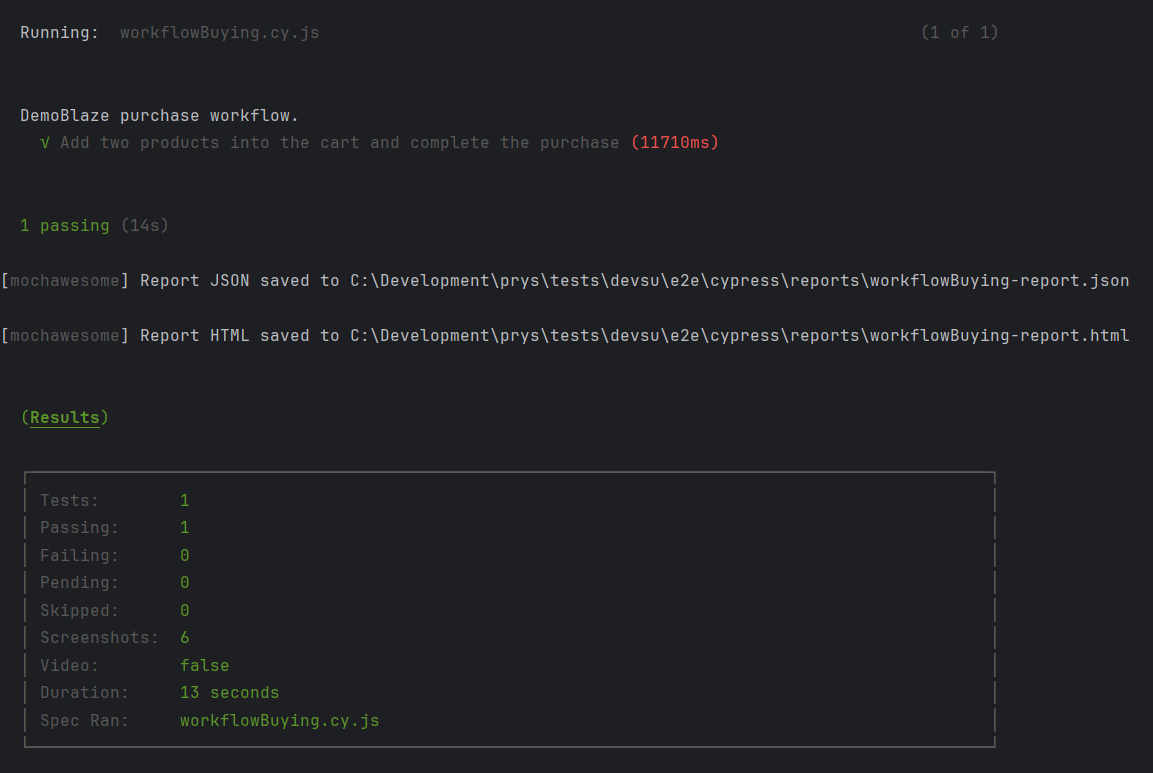 Running:  workflowBuying.cy.js (1 of 1)
DemoBlaze purchase workflow.
√ Add two products into the cart and complete the purchase (11710ms)
1 passing (14s)
[mochawesome] Report JSON saved to C:\Development\prys\tests\devsu\e2e\cypress\reports\workflowBuying-report.json
[mochawesome] Report HTML saved to C:\Development\prys\tests\devsu\e2e\cypress\reports\workflowBuying-report.html
(Results)
Tests: 1
Passing: 1
Failing: 0
Pending: 0
Skipped: 0
Screenshots: 6
Video: false
Duration: 13 seconds
Spec Ran: workflowBuying.cy.js